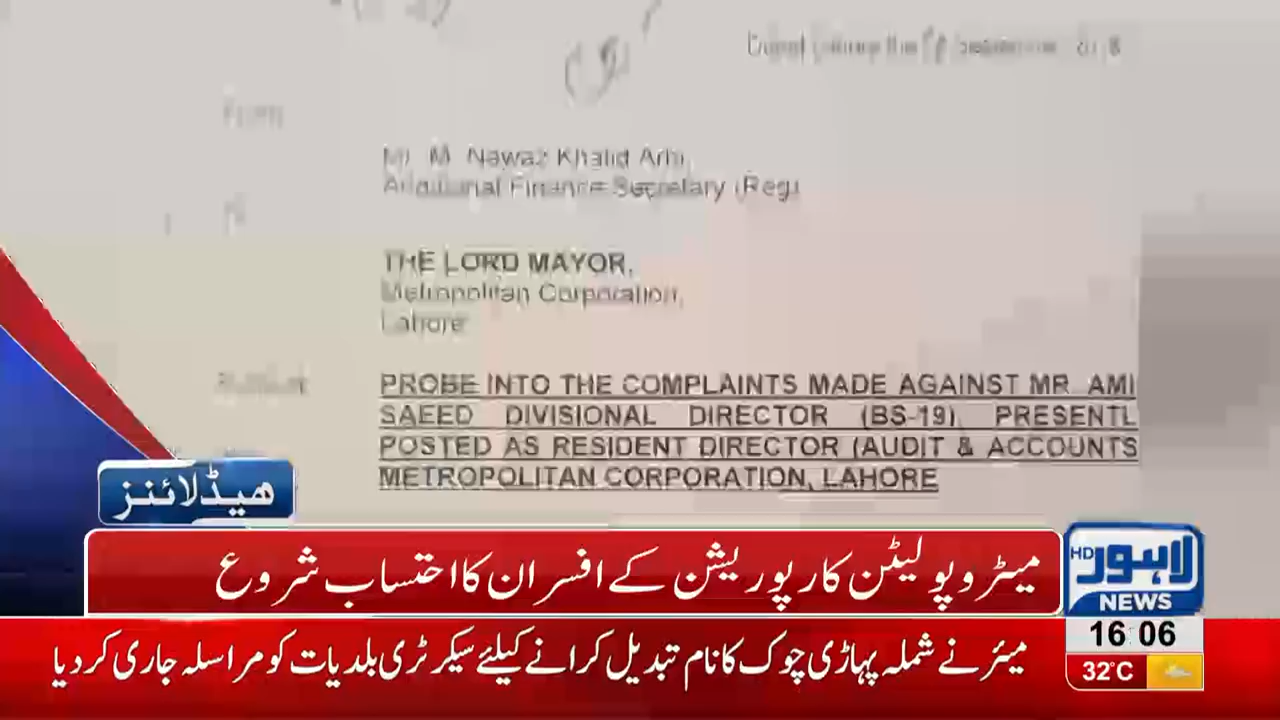 From
Mr. M. Nawaz Khalid Arbi,
Additional Finance Secretary (Reg)
THE LORD MAYOR,
Metropolitan Corporation,
Lahore
PROBE INTO THE COMPLAINTS MADE AGAINST MR. AMI
SAEED DIVISIONAL DIRECTOR (BS-19), PRESENTL
POSTED AS RESIDENT DIRECTOR (AUDIT & ACCOUNTS
METROPOLITAN CORPORATION, LAHORE
ھیڈلائنز
میٹروپولیٹن کارپوریشن کے افسران کا احتساب شروع
HD لاہور
NEWS
16:06
32°C
میئر نے شملہ پہاڑی چوک کا نام تبدیل کرانے کیلئے سیکرٹری بلدیات کو مراسلہ جاری کر دیا